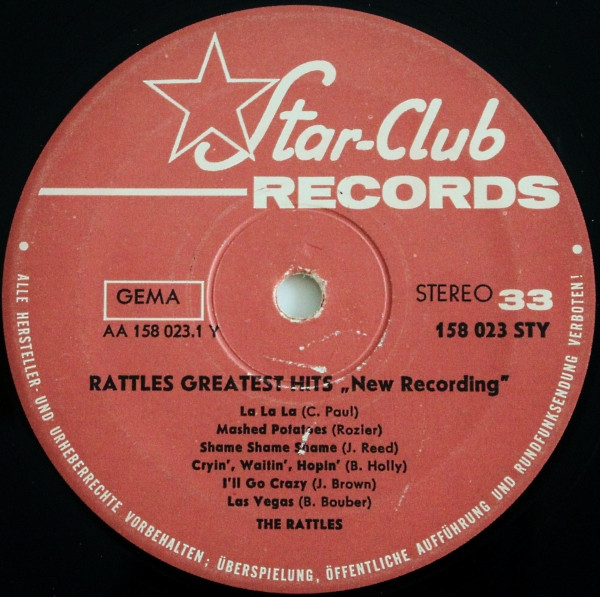 Star-Club
RECORDS
GEMA
AA 158 023.1 Y
STEREO 33
158 023 STY
RATTLES GREATEST HITS „New Recording”
La La La (C. Paul)
Mashed Potatoes (Rozier)
Shame Shame Shame (J. Reed)
Cryin', Waitin', Hopin' (B. Holly)
I'll Go Crazy (J. Brown)
Las Vegas (B. Bouber)
THE RATTLES
• ALLE HERSTELLER- UND URHEBERRECHTE VORBEHALTEN; ÜBERSPIELUNG, ÖFFENTLICHE AUFFÜHRUNG UND RUNDFUNKSENDUNG VERBOTEN! •